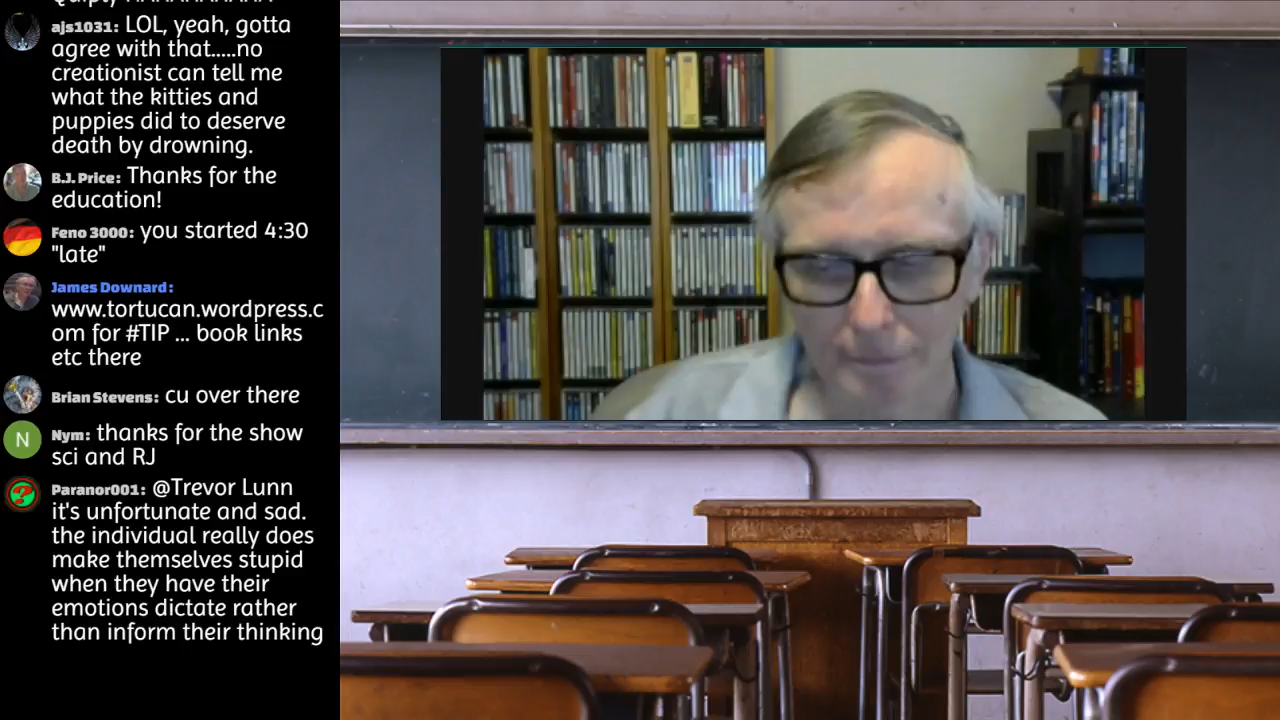 ajs1031: LOL, yeah, gotta
agree with that.....no
creationist can tell me
what the kitties and
puppies did to deserve
death by drowning.
B.J. Price: Thanks for the
education!
Feno 3000: you started 4:30
"late"
James Downard:
www.tortucan.wordpress.c
om for #TIP ... book links
etc there
Brian Stevens: cu over there
N
Nym: thanks for the show
sci and RJ
Paranor001: @Trevor Lunn
it's unfortunate and sad.
the individual really does
make themselves stupid
when they have their
emotions dictate rather
than inform their thinking